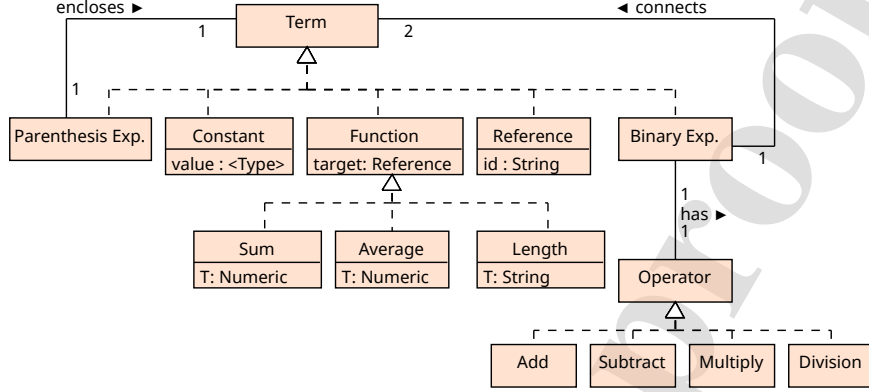 encloses ►
Term
◄ connects
1
2
1
Parenthesis Exp.
Constant
value : <Type>
Function
target: Reference
Reference
id : String
Binary Exp.
1
1
has ►
1
Sum
T: Numeric
Average
T: Numeric
Length
T: String
Operator
Add
Subtract
Multiply
Division
proo